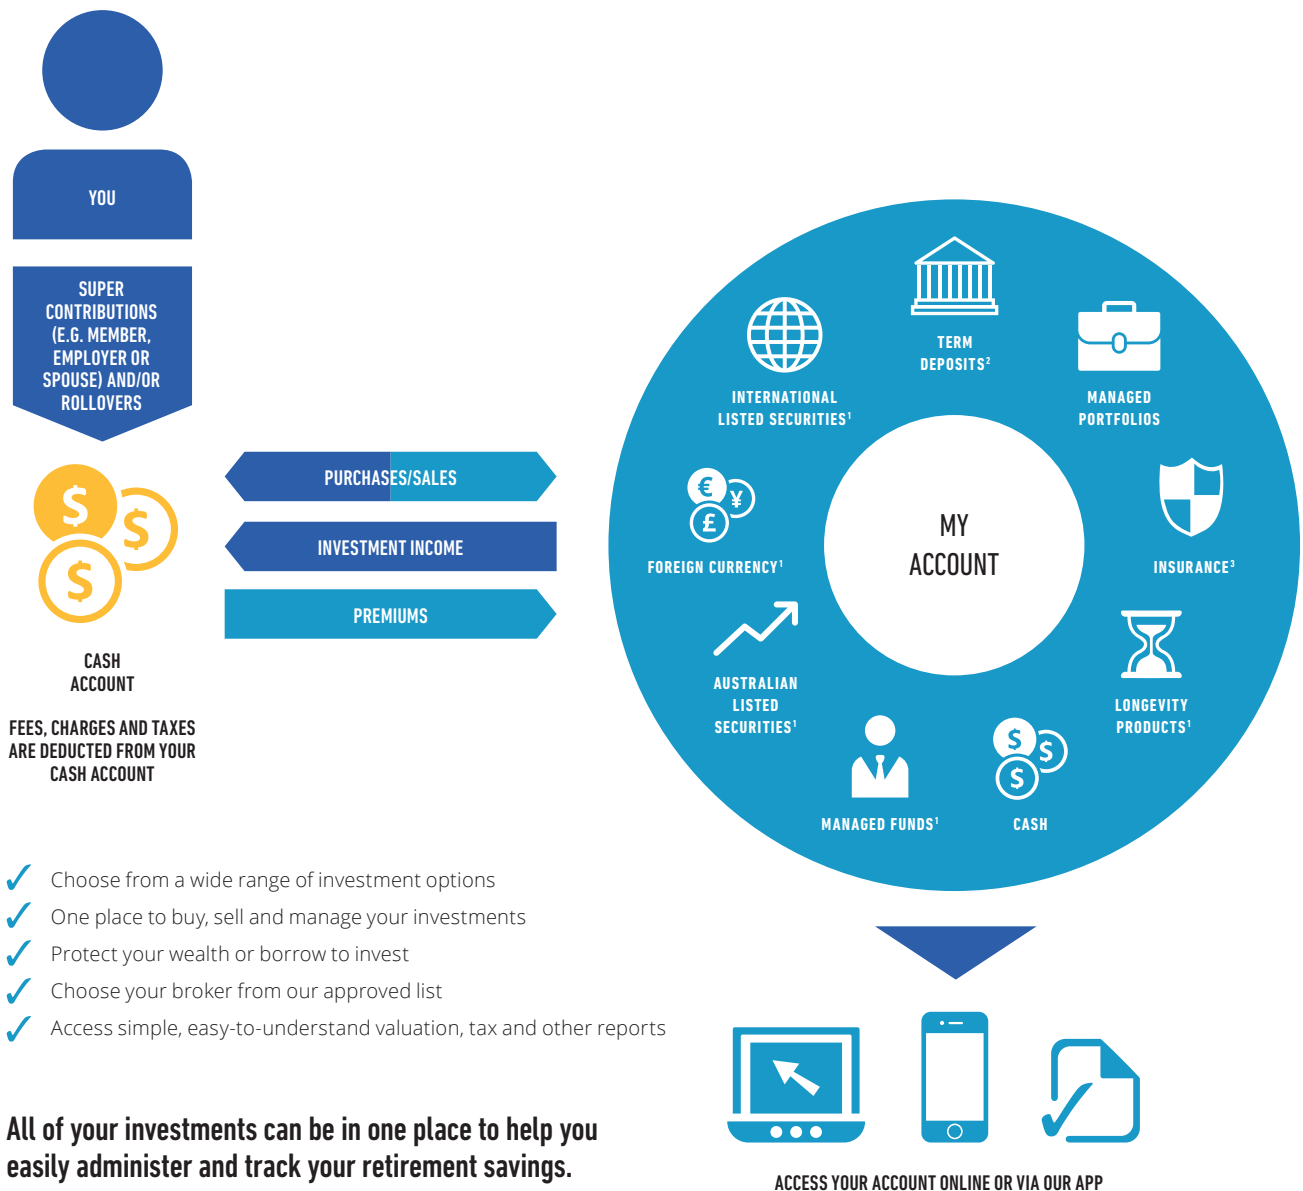 YOU
SUPER
CONTRIBUTIONS
(E.G. MEMBER,
EMPLOYER OR
SPOUSE) AND/OR
ROLLOVERS
$
$
$
CASH
ACCOUNT
FEES, CHARGES AND TAXES
ARE DEDUCTED FROM YOUR
CASH ACCOUNT
PURCHASES/SALES
INVESTMENT INCOME
PREMIUMS
TERM
DEPOSITS²
INTERNATIONAL
LISTED SECURITIES¹
MANAGED
PORTFOLIOS
€
¥
£
FOREIGN CURRENCY¹
MY
ACCOUNT
INSURANCE³
AUSTRALIAN
LISTED
SECURITIES¹
LONGEVITY
PRODUCTS¹
MANAGED FUNDS¹
$
$
$
CASH
✓ Choose from a wide range of investment options
✓ One place to buy, sell and manage your investments
✓ Protect your wealth or borrow to invest
✓ Choose your broker from our approved list
✓ Access simple, easy-to-understand valuation, tax and other reports
All of your investments can be in one place to help you
easily administer and track your retirement savings.
ACCESS YOUR ACCOUNT ONLINE OR VIA OUR APP